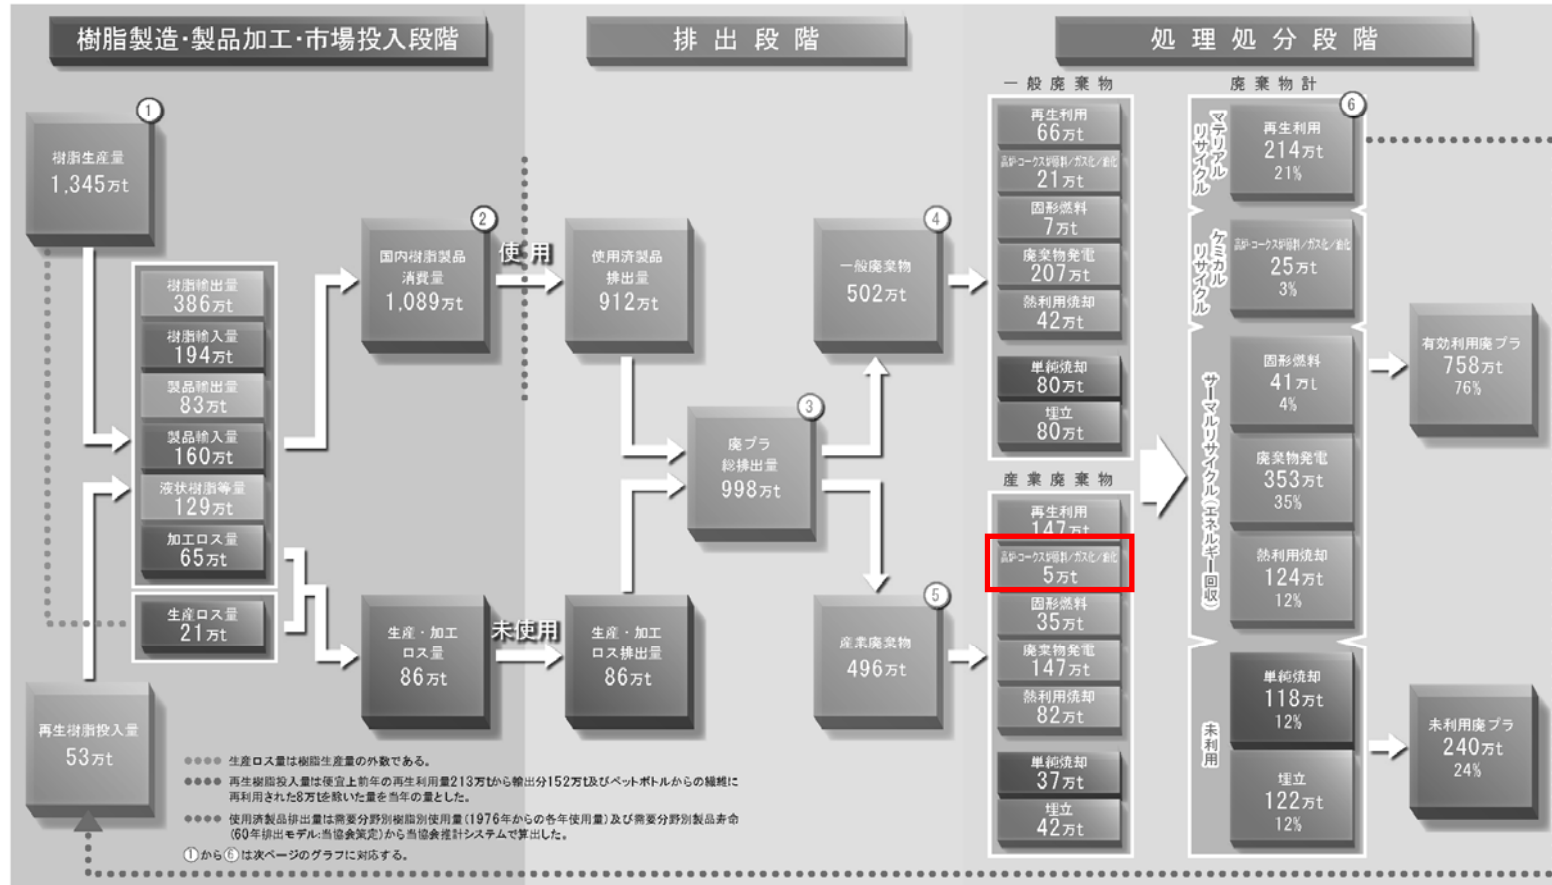 樹脂製造・製品加工・市場投入段階
排出段階
処理処分段階
①
樹脂生産量
1,345万t
樹脂輸出量
386万t
樹脂輸入量
194万t
製品輸出量
83万t
製品輸入量
160万t
液状樹脂等量
129万t
加工ロス量
65万t
生産ロス量
21万t
再生樹脂投入量
53万t
②
国内樹脂製品
消費量
1,089万t
生産・加工
ロス量
86万t
使用
未使用
使用済製品
排出量
912万t
生産・加工
ロス排出量
86万t
③
廃プラ
総排出量
998万t
④
一般廃棄物
502万t
⑤
産業廃棄物
496万t
一般廃棄物
再生利用
66万t
高炉・コークス炉原料/ガス化/油化
21万t
固形燃料
7万t
廃棄物発電
207万t
熱利用焼却
42万t
単純焼却
80万t
埋立
80万t
産業廃棄物
再生利用
147万t
高炉・コークス炉原料/ガス化/油化
5万t
固形燃料
35万t
廃棄物発電
147万t
熱利用焼却
82万t
単純焼却
37万t
埋立
42万t
廃棄物計
⑥
マテリアル
リサイクル
再生利用
214万t
21%
ケミカル
リサイクル
高炉・コークス炉原料/ガス化/油化
25万t
3%
サーマルリサイクル(エネルギー回収)
固形燃料
41万t
4%
廃棄物発電
353万t
35%
熱利用焼却
124万t
12%
未利用
単純焼却
118万t
12%
埋立
122万t
12%
有効利用廃プラ
758万t
76%
未利用廃プラ
240万t
24%
生産ロス量は樹脂生産量の外数である。
再生樹脂投入量は便宜上前年の再生利用量213万tから輸出分152万t及びペットボトルからの繊維に
再利用された8万tを除いた量を当年の量とした。
使用済製品排出量は需要分野別樹脂別使用量(1976年からの各年使用量)及び需要分野別製品寿命
(60年排出モデル:当協会策定)から当協会推計システムで算出した。
①から⑥は次ページのグラフに対応する。